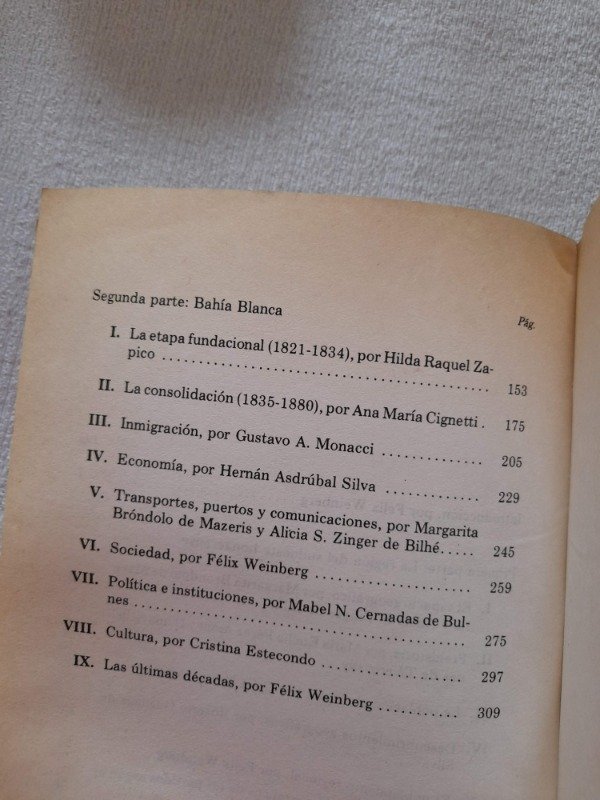 Segunda parte: Bahía Blanca
Pág.
I. La etapa fundacional (1821-1834), por Hilda Raquel Za-
pico ........................................ 153
II. La consolidación (1835-1880), por Ana María Cignetti . 175
III. Inmigración, por Gustavo A. Monacci ............. 205
IV. Economía, por Hernán Asdrúbal Silva ............ 229
V. Transportes, puertos y comunicaciones, por Margarita
Bróndolo de Mazeris y Alicia S. Zinger de Bilhé..... 245
VI. Sociedad, por Félix Weinberg .................... 259
VII. Política e instituciones, por Mabel N. Cernadas de Bul-
nes ........................................... 275
VIII. Cultura, por Cristina Estecondo ................... 297
IX. Las últimas décadas, por Félix Weinberg ........... 309